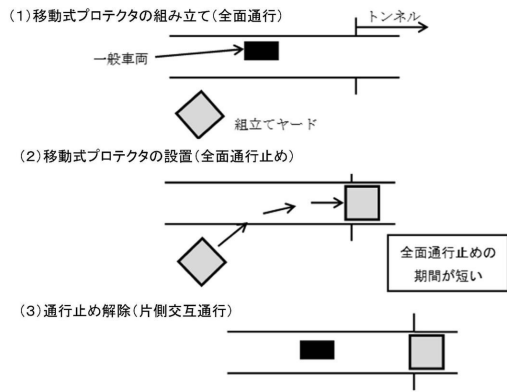 (1)移動式プロテクタの組み立て(全面通行)
トンネル
一般車両
組立てヤード
(2)移動式プロテクタの設置(全面通行止め)
全面通行止めの
期間が短い
(3)通行止め解除(片側交互通行)